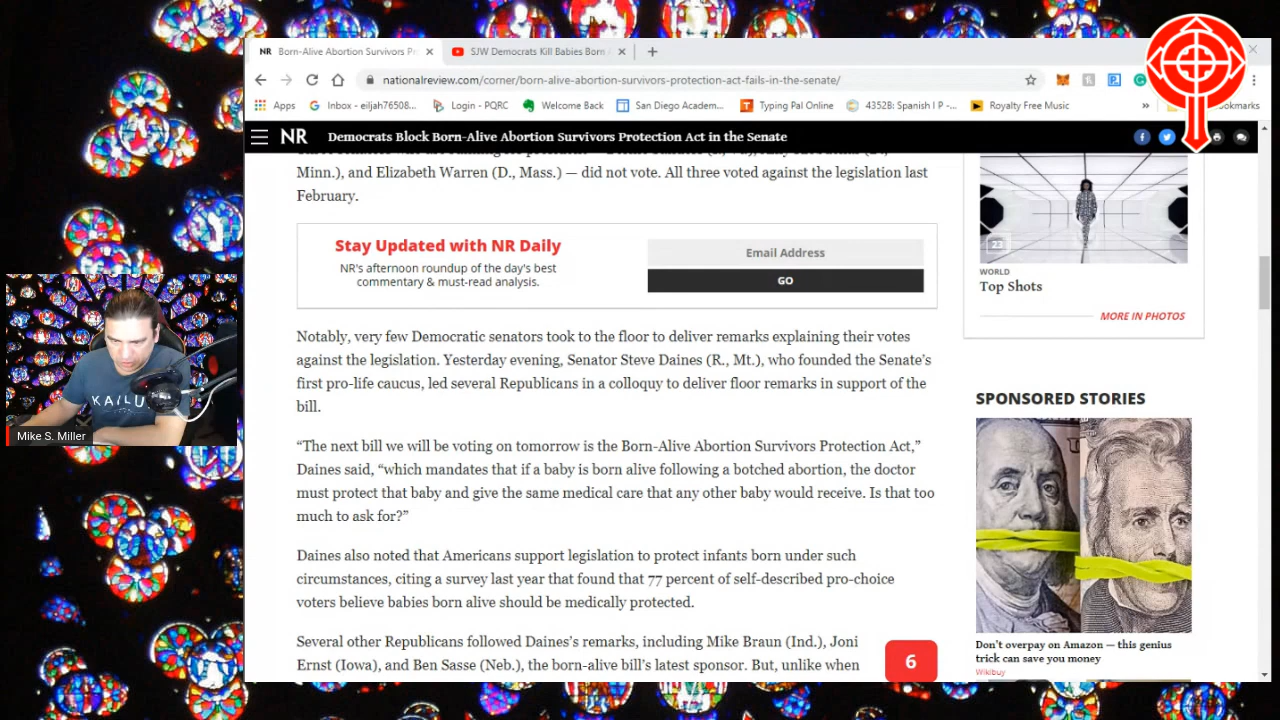 NR Born-Alive Abortion Survivors Pr
SJW Democrats Kill Babies Born
nationalreview.com/corner/born-alive-abortion-survivors-protection-act-fails-in-the-senate/
Apps
Inbox - eiljah76508...
Login - PQRC
Welcome Back
San Diego Academ...
Typing Pal Online
4352B: Spanish I P -...
Royalty Free Music
»
NR
Democrats Block Born-Alive Abortion Survivors Protection Act in the Senate
Minn.), and Elizabeth Warren (D., Mass.) — did not vote. All three voted against the legislation last
February.
Stay Updated with NR Daily
NR's afternoon roundup of the day's best
commentary & must-read analysis.
Email Address
GO
Notably, very few Democratic senators took to the floor to deliver remarks explaining their votes
against the legislation. Yesterday evening, Senator Steve Daines (R., Mt.), who founded the Senate's
first pro-life caucus, led several Republicans in a colloquy to deliver floor remarks in support of the
bill.
“The next bill we will be voting on tomorrow is the Born-Alive Abortion Survivors Protection Act,”
Daines said, “which mandates that if a baby is born alive following a botched abortion, the doctor
must protect that baby and give the same medical care that any other baby would receive. Is that too
much to ask for?”
Daines also noted that Americans support legislation to protect infants born under such
circumstances, citing a survey last year that found that 77 percent of self-described pro-choice
voters believe babies born alive should be medically protected.
Several other Republicans followed Daines's remarks, including Mike Braun (Ind.), Joni
Ernst (Iowa), and Ben Sasse (Neb.), the born-alive bill's latest sponsor. But, unlike when
6
23
WORLD
Top Shots
MORE IN PHOTOS
SPONSORED STORIES
Don't overpay on Amazon — this genius
trick can save you money
Wikibuy
KAILU
Mike S. Miller